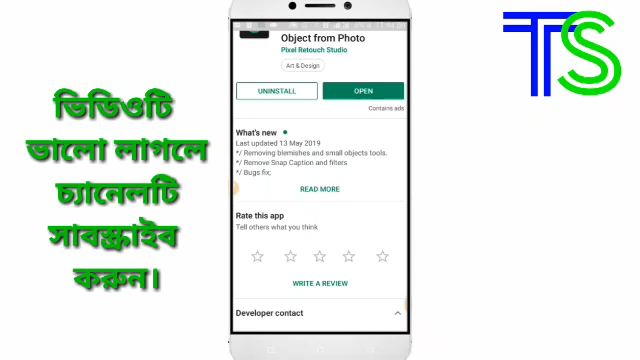 Object from Photo
Pixel Retouch Studio
Art & Design
UNINSTALL
OPEN
Contains ads
What's new
Last updated 13 May 2019
*/ Removing blemishes and small objects tools.
*/ Remove Snap Caption and filters
*/ Bugs fix;
READ MORE
Rate this app
Tell others what you think
WRITE A REVIEW
Developer contact
ভিডিওটি
ভালো লাগলে
চ্যানেলটি
সাবস্ক্রাইব
করুন।
TS